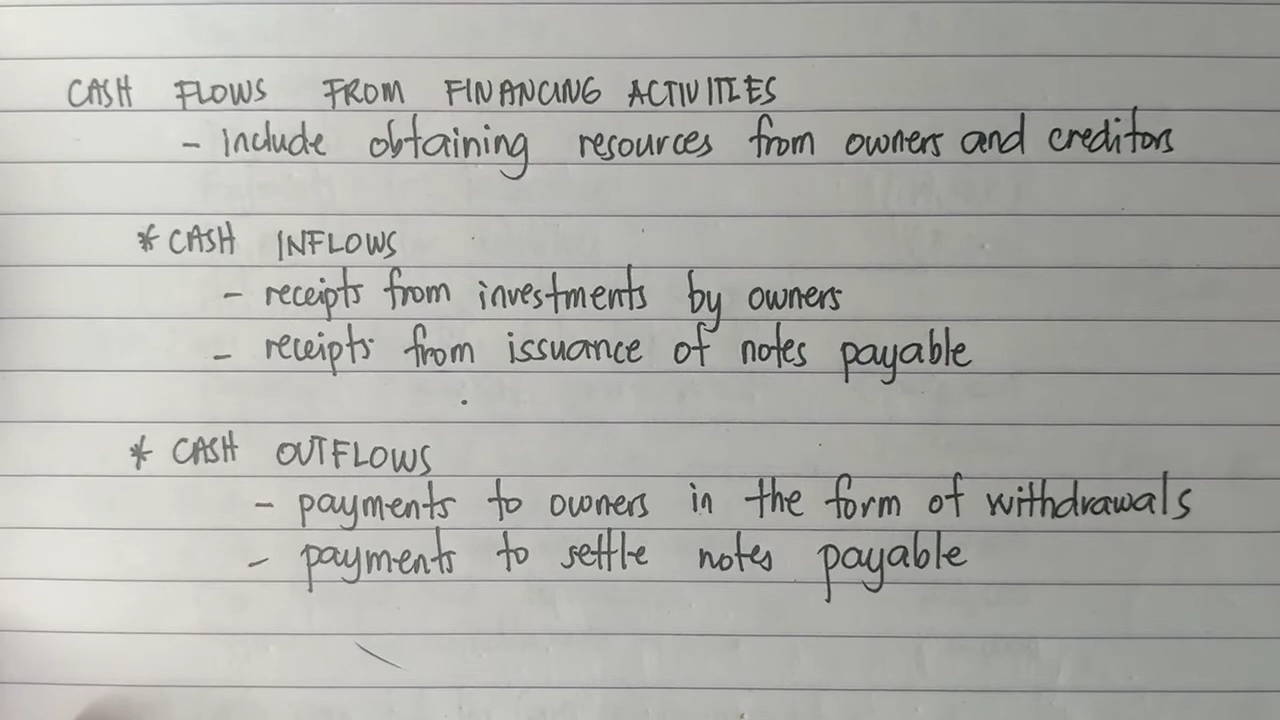 CASH FLOWS FROM FINANCING ACTIVITIES
- Include obtaining resources from owners and creditors
* CASH INFLOWS
- receipts from investments by owners
- receipts from issuance of notes payable
* CASH OUTFLOWS
- payments to owners in the form of withdrawals
- payments to settle notes payable